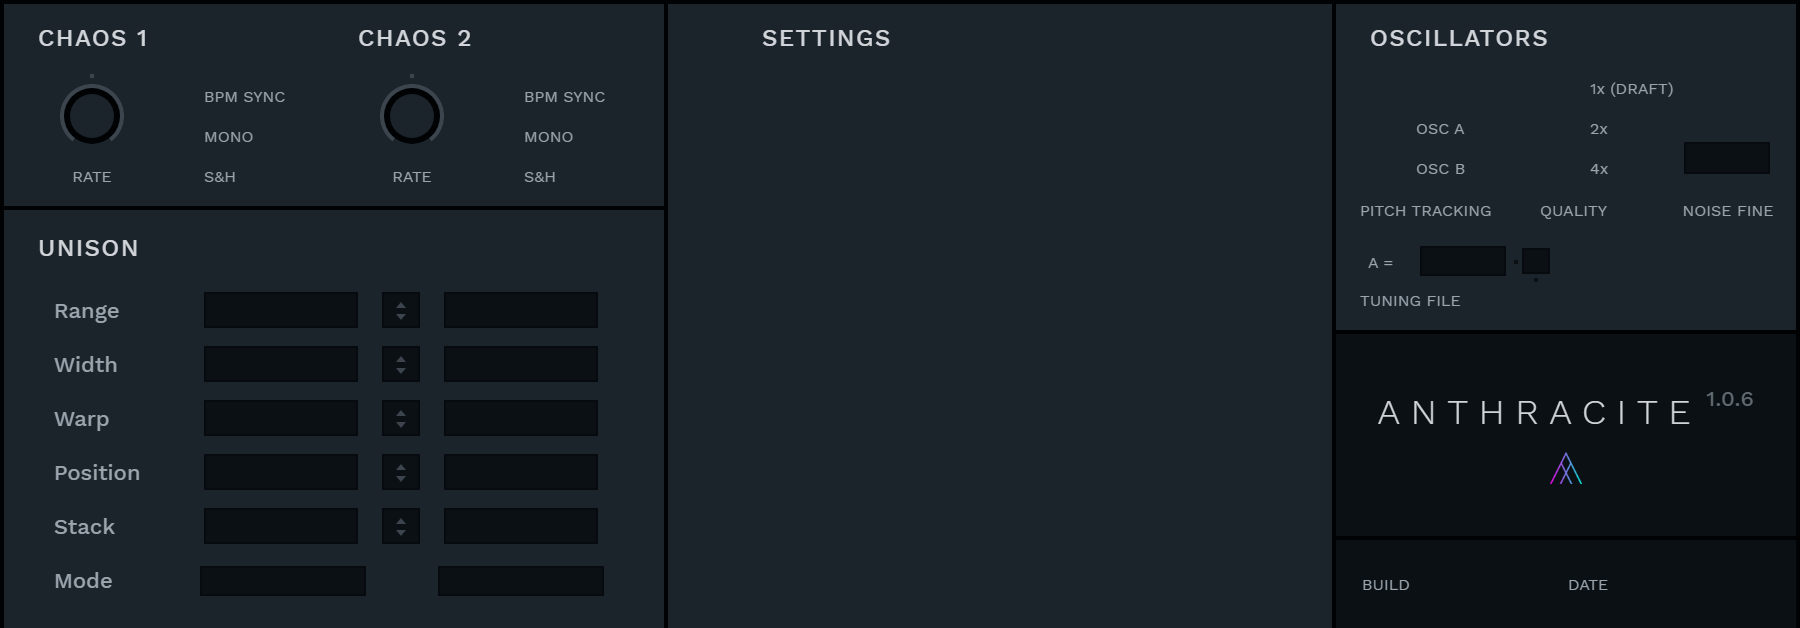 CHAOS 1
BPM SYNC
MONO
RATE
S&H
CHAOS 2
BPM SYNC
MONO
RATE
S&H
UNISON
Range
Width
Warp
Position
Stack
Mode
SETTINGS
OSCILLATORS
1x (DRAFT)
OSC A
2x
OSC B
4x
PITCH TRACKING
QUALITY
NOISE FINE
A =
TUNING FILE
ANTHRACITE 1.0.6
BUILD
DATE